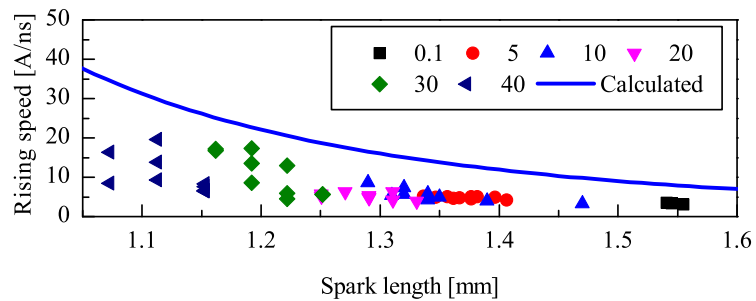 50
40
30
20
10
0
Rising speed [A/ns]
0.1 5 10 20
30 40 Calculated
1.1 1.2 1.3 1.4 1.5 1.6
Spark length [mm]